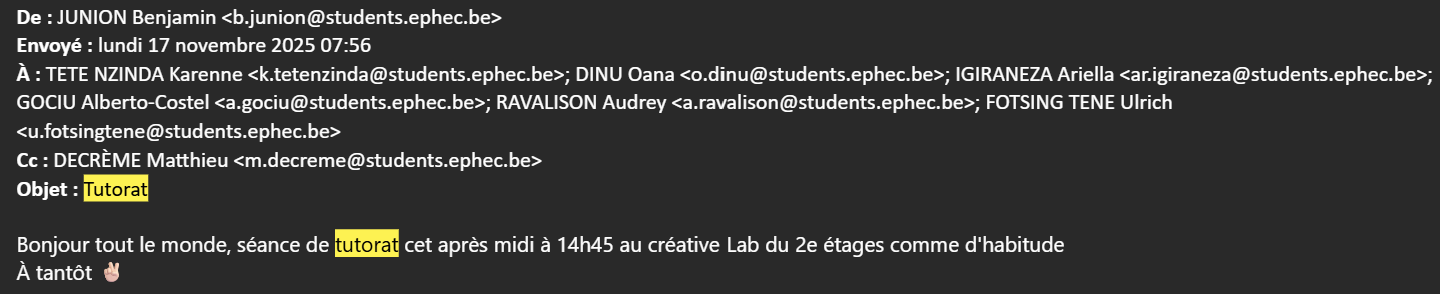 De : JUNION Benjamin <b.junion@students.ephec.be>
Envoyé : lundi 17 novembre 2025 07:56
À : TETE NZINDA Karenne <k.tetenzinda@students.ephec.be>; DINU Oana <o.dinu@students.ephec.be>; IGIRANEZA Ariella <ar.igiraneza@students.ephec.be>;
GOCIU Alberto-Costel <a.gociu@students.ephec.be>; RAVALISON Audrey <a.ravalison@students.ephec.be>; FOTSING TENE Ulrich
<u.fotsingtene@students.ephec.be>
Cc : DECRÈME Matthieu <m.decreme@students.ephec.be>
Objet : Tutorat
Bonjour tout le monde, séance de tutorat cet après midi à 14h45 au créative Lab du 2e étages comme d'habitude
À tantôt ✌🏻